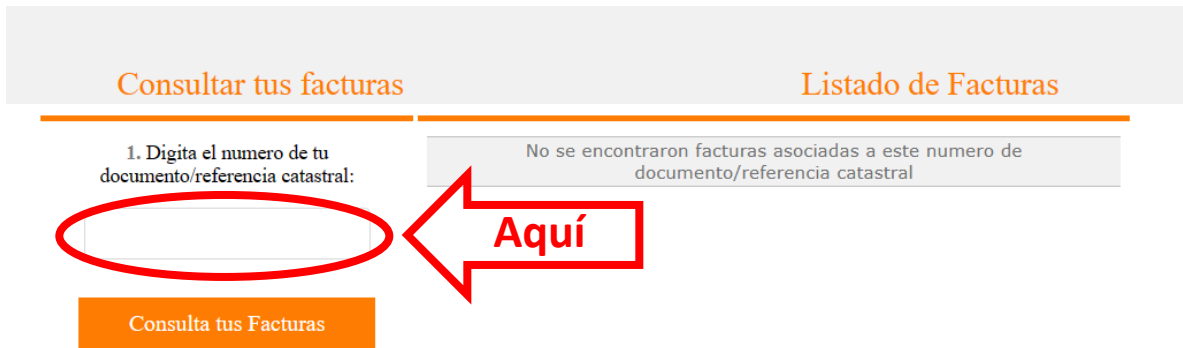 Consultar tus facturas
Listado de Facturas
1. Digita el numero de tu
documento/referencia catastral:
No se encontraron facturas asociadas a este numero de
documento/referencia catastral
Aquí
Consulta tus Facturas